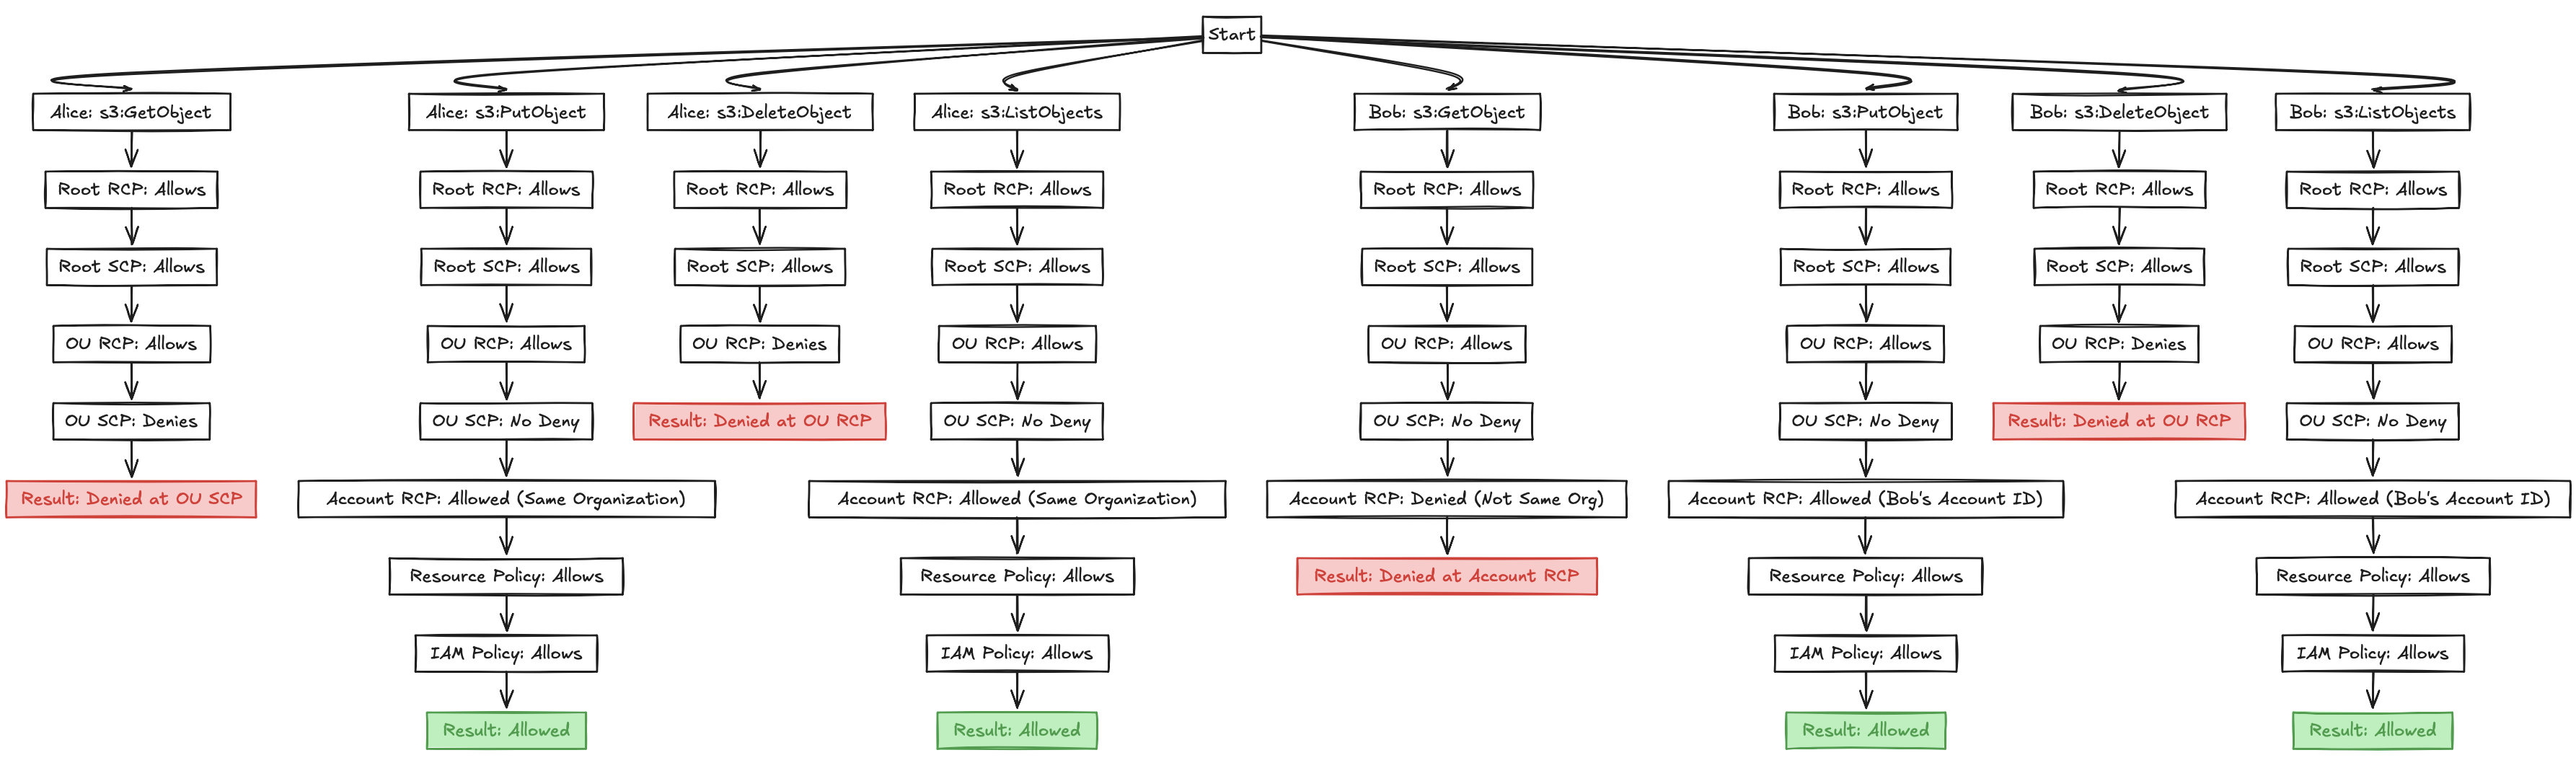 Start
Alice: s3:GetObject
Alice: s3:PutObject
Alice: s3:DeleteObject
Alice: s3:ListObjects
Bob: s3:GetObject
Bob: s3:PutObject
Bob: s3:DeleteObject
Bob: s3:ListObjects
Root RCP: Allows
Root RCP: Allows
Root RCP: Allows
Root RCP: Allows
Root RCP: Allows
Root RCP: Allows
Root RCP: Allows
Root RCP: Allows
Root SCP: Allows
Root SCP: Allows
Root SCP: Allows
Root SCP: Allows
Root SCP: Allows
Root SCP: Allows
Root SCP: Allows
Root SCP: Allows
OU RCP: Allows
OU RCP: Allows
OU RCP: Denies
OU RCP: Allows
OU RCP: Allows
OU RCP: Allows
OU RCP: Denies
OU RCP: Allows
OU SCP: Denies
OU SCP: No Deny
Result: Denied at OU RCP
OU SCP: No Deny
OU SCP: No Deny
OU SCP: No Deny
Result: Denied at OU RCP
OU SCP: No Deny
Result: Denied at OU SCP
Account RCP: Allowed (Same Organization)
Account RCP: Allowed (Same Organization)
Account RCP: Denied (Not Same Org)
Account RCP: Allowed (Bob's Account ID)
Account RCP: Allowed (Bob's Account ID)
Resource Policy: Allows
Resource Policy: Allows
Result: Denied at Account RCP
Resource Policy: Allows
Resource Policy: Allows
IAM Policy: Allows
IAM Policy: Allows
IAM Policy: Allows
IAM Policy: Allows
Result: Allowed
Result: Allowed
Result: Allowed
Result: Allowed